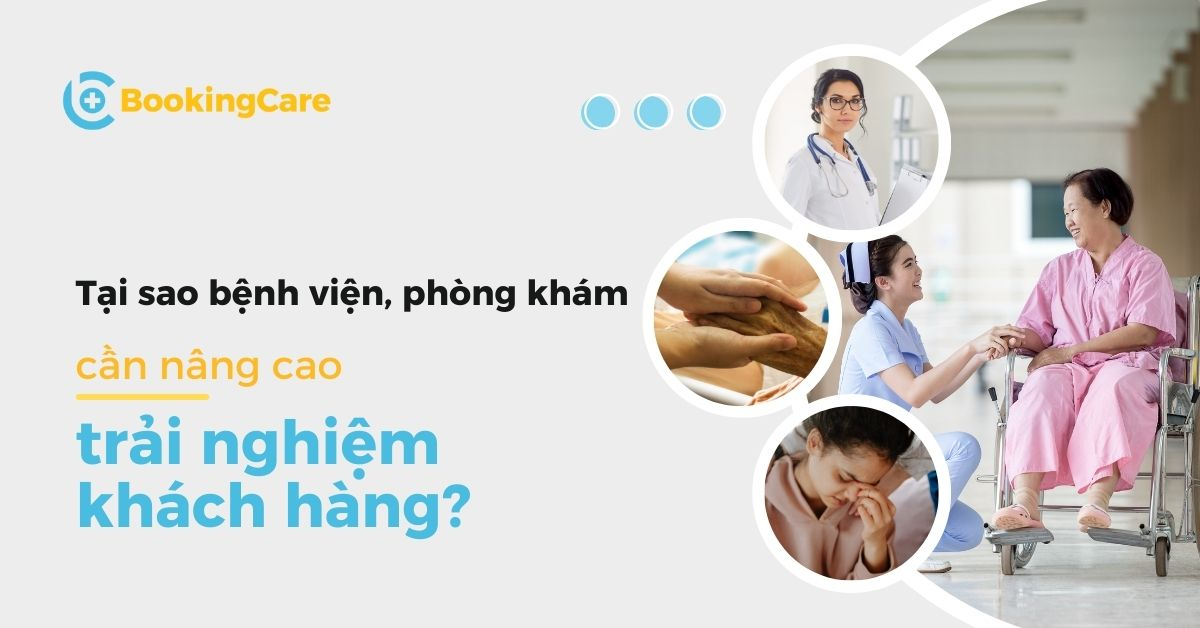 BookingCare
Tại sao bệnh viện, phòng khám
cần nâng cao
trải nghiệm
khách hàng?